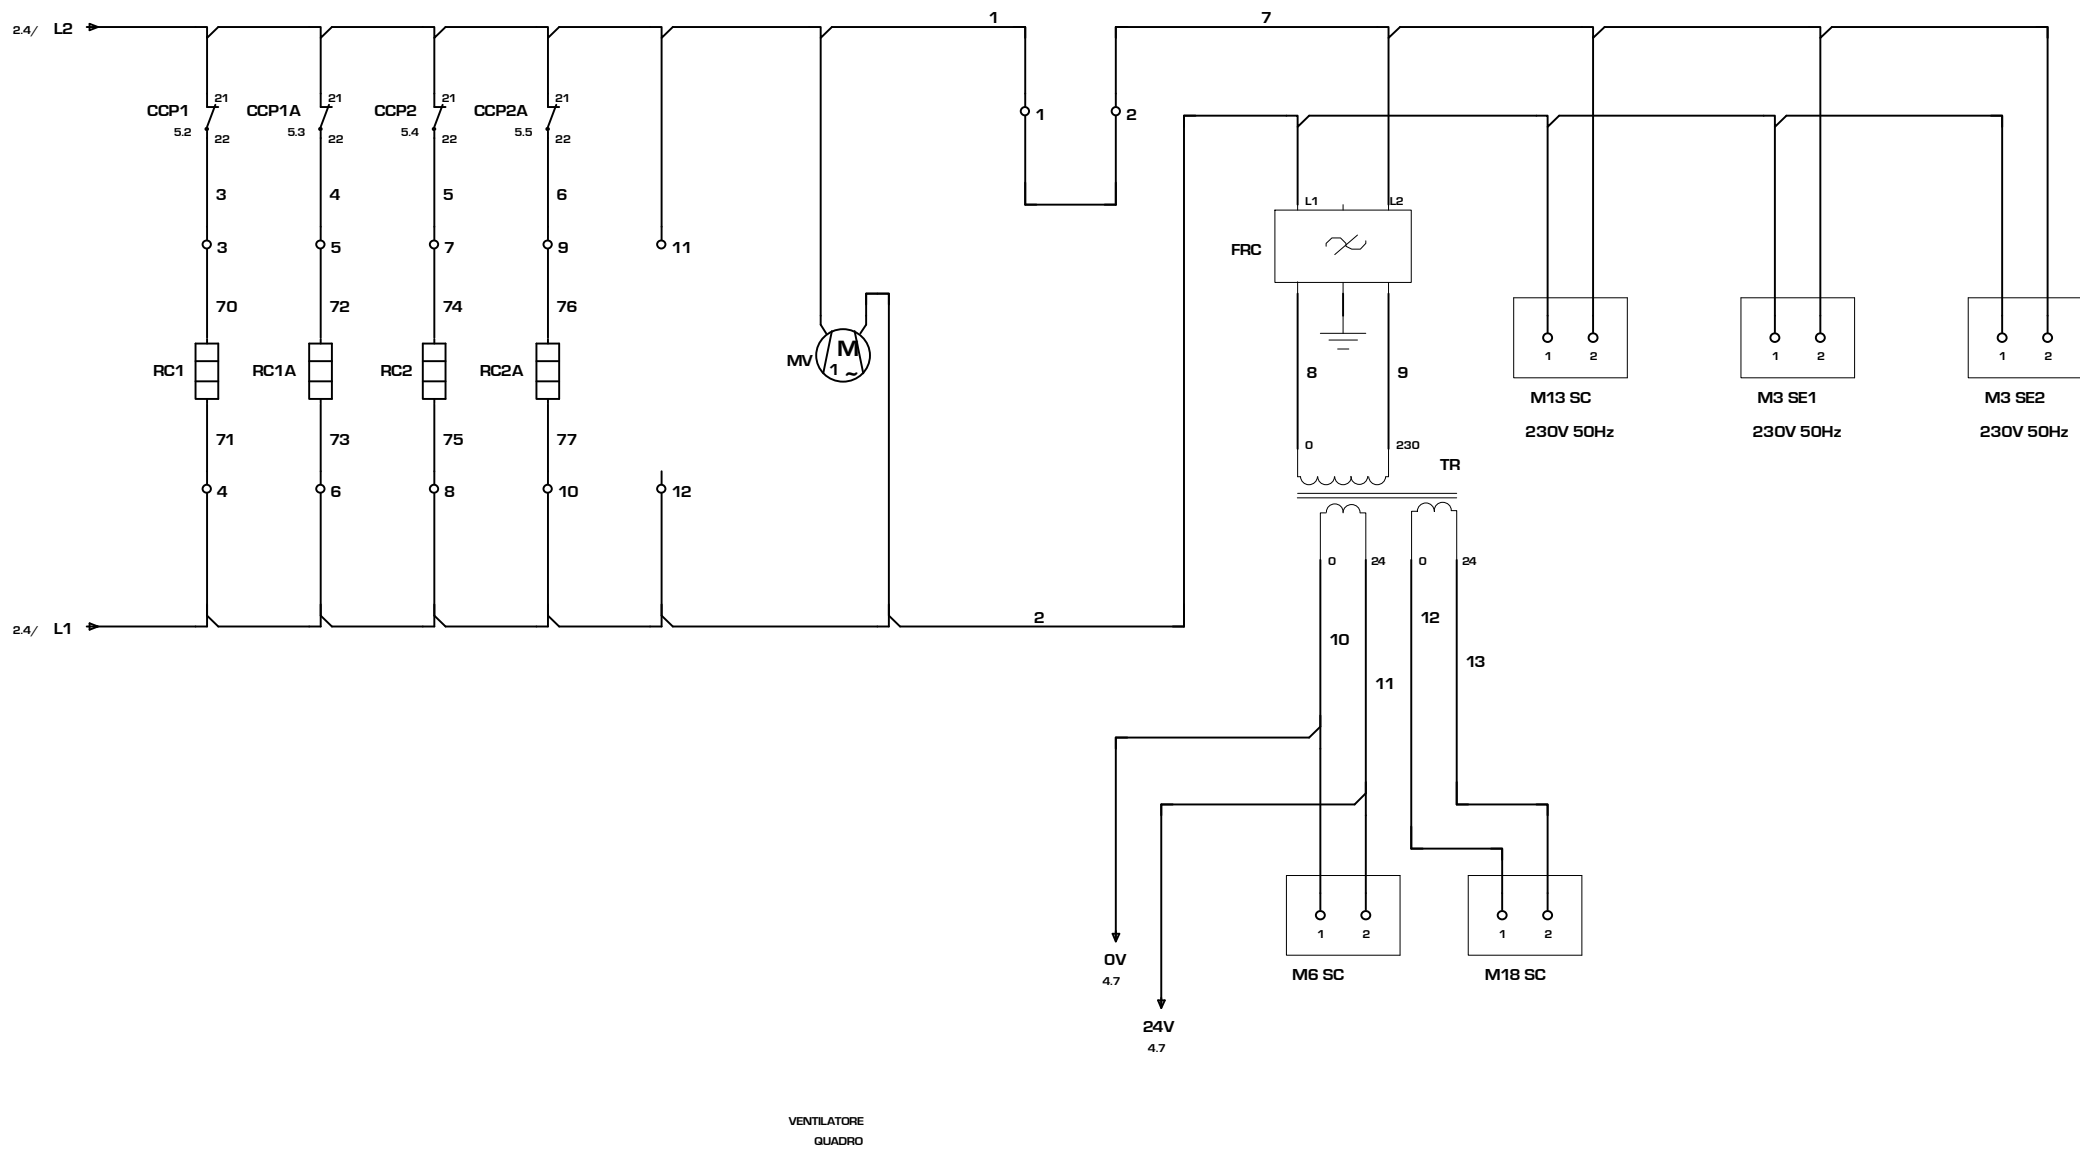 1 7
2.4/ L2
21 21 21 21
CCP1 CCP1A CCP2 CCP2A
1 2
5.2 5.3 5.4 5.5
22 22 22 22
3 4 5 6
L1 L2
3 5 7 9 11
FRC
70 72 74 76
M
1 2 1 2 1 2
MV 1 ~
RC1 RC1A RC2 RC2A
8 9
M13 SC M3 SE1 M3 SE2
230V 50Hz 230V 50Hz 230V 50Hz
71 73 75 77
0 230
TR
4 6 8 10 12
0 24 0 24
2 12
2.4/ L1
10
13
11
1 2 1 2
0V
M6 SC M18 SC
4.7
24V
4.7
VENTILATORE
QUADRO